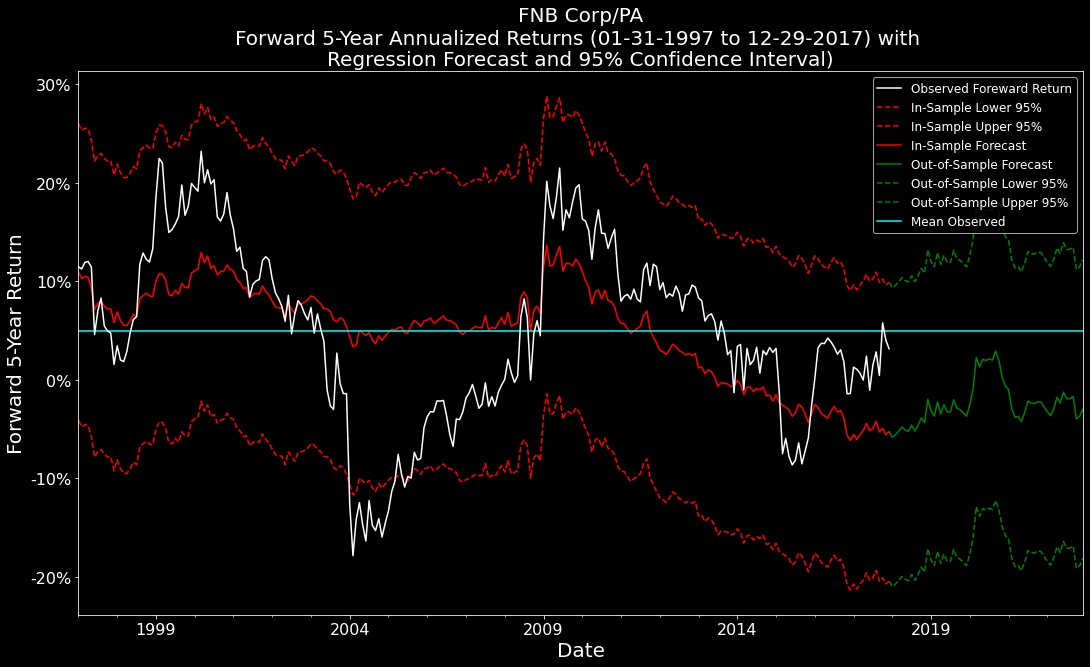 FNB Corp/PA
Forward 5-Year Annualized Returns (01-31-1997 to 12-29-2017) with
Regression Forecast and 95% Confidence Interval)
Forward 5-Year Return
30%
20%
10%
0%
-10%
-20%
Observed Foreward Return
In-Sample Lower 95%
In-Sample Upper 95%
In-Sample Forecast
Out-of-Sample Forecast
Out-of-Sample Lower 95%
Out-of-Sample Upper 95%
Mean Observed
1999
2004
2009
2014
2019
Date